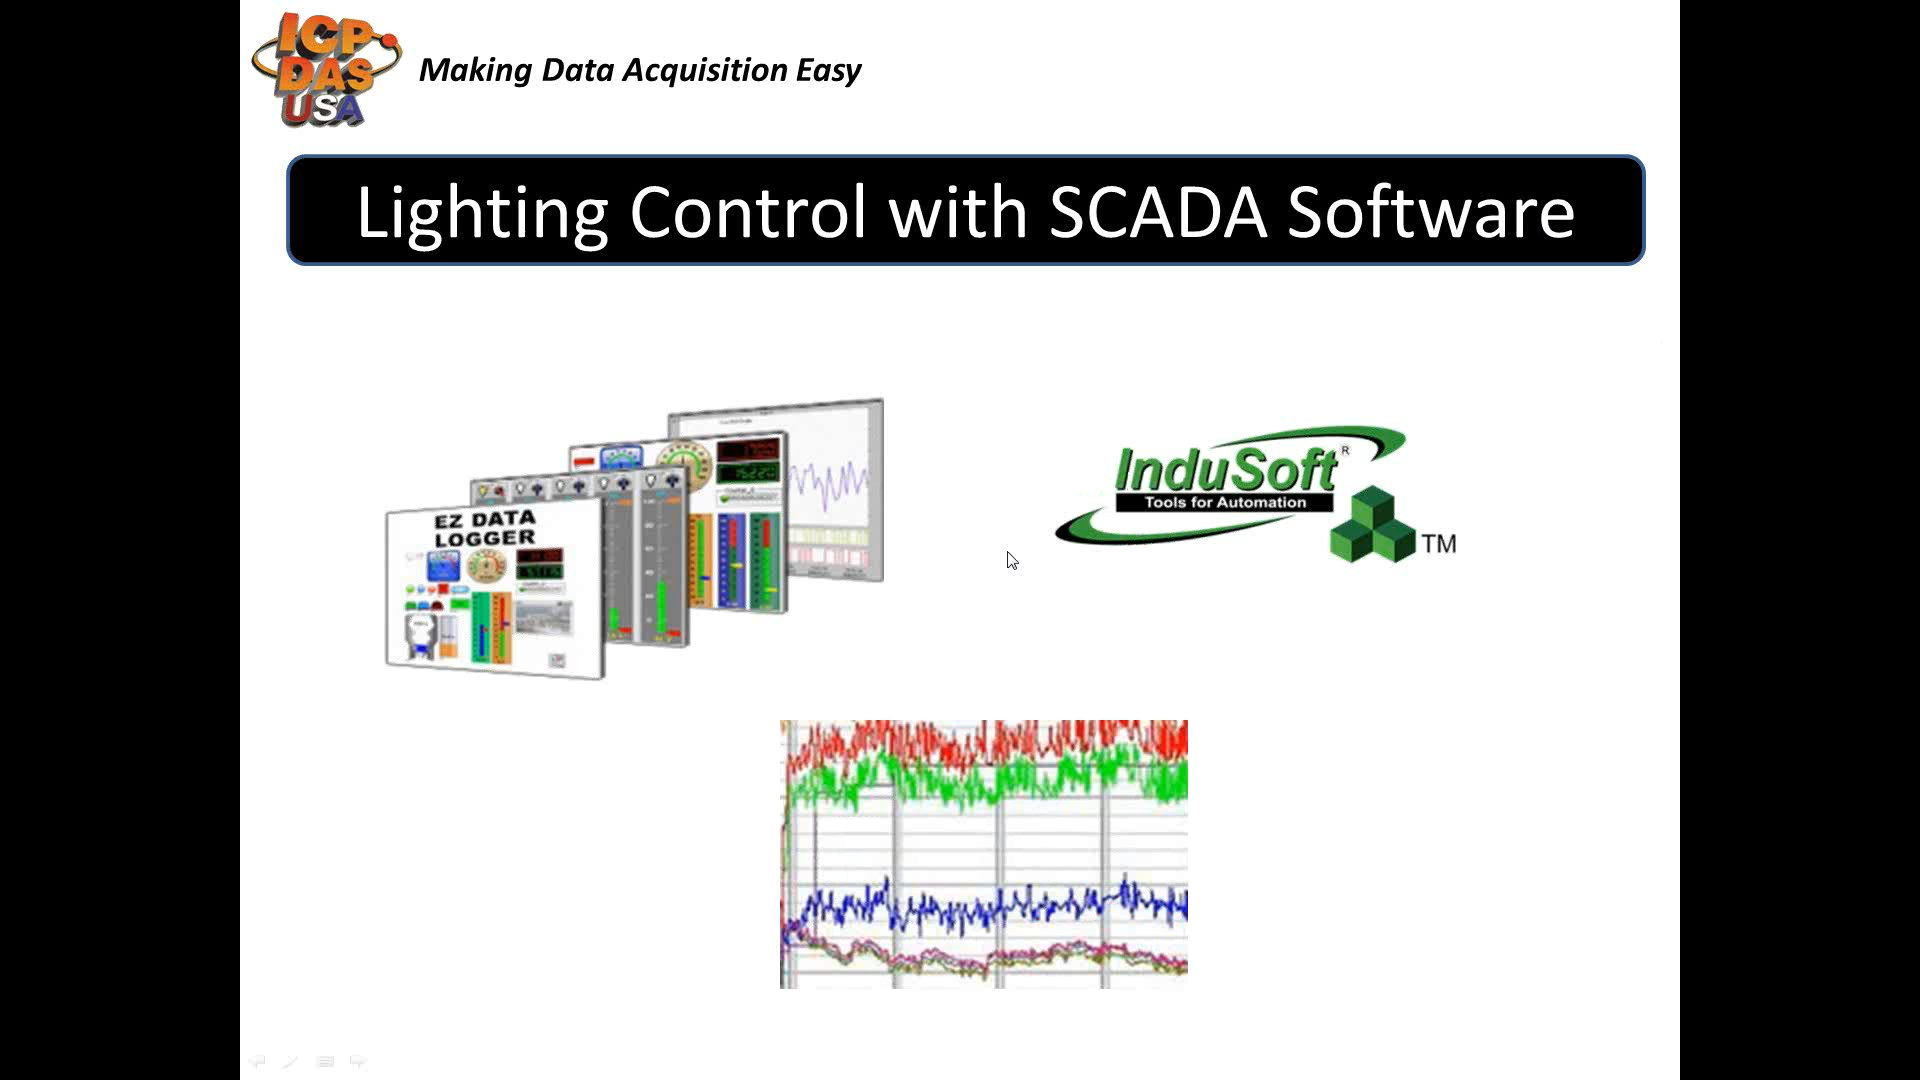 ICP
DAS
USA
Making Data Acquisition Easy
Lighting Control with SCADA Software
EZ DATA
LOGGER
InduSoft®
Tools for Automation
TM